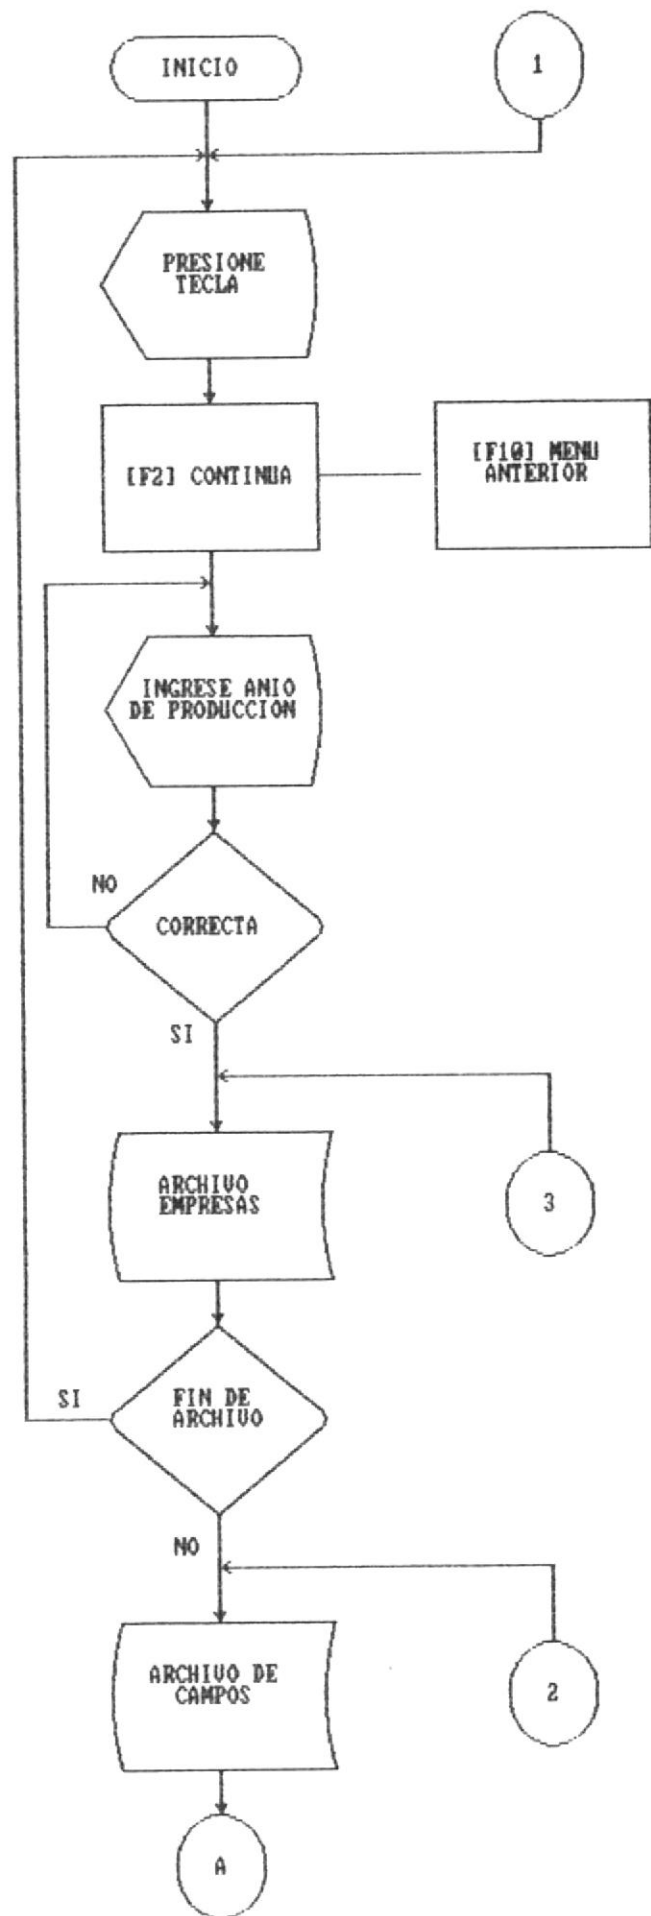 INICIO
1
PRESIONE
TECLA
[F2] CONTINUA
[F10] MENU
ANTERIOR
INGRESE ANIO
DE PRODUCCION
NO
CORRECTA
SI
ARCHIVO
EMPRESAS
3
SI
FIN DE
ARCHIVO
NO
ARCHIVO DE
CAMPOS
2
A